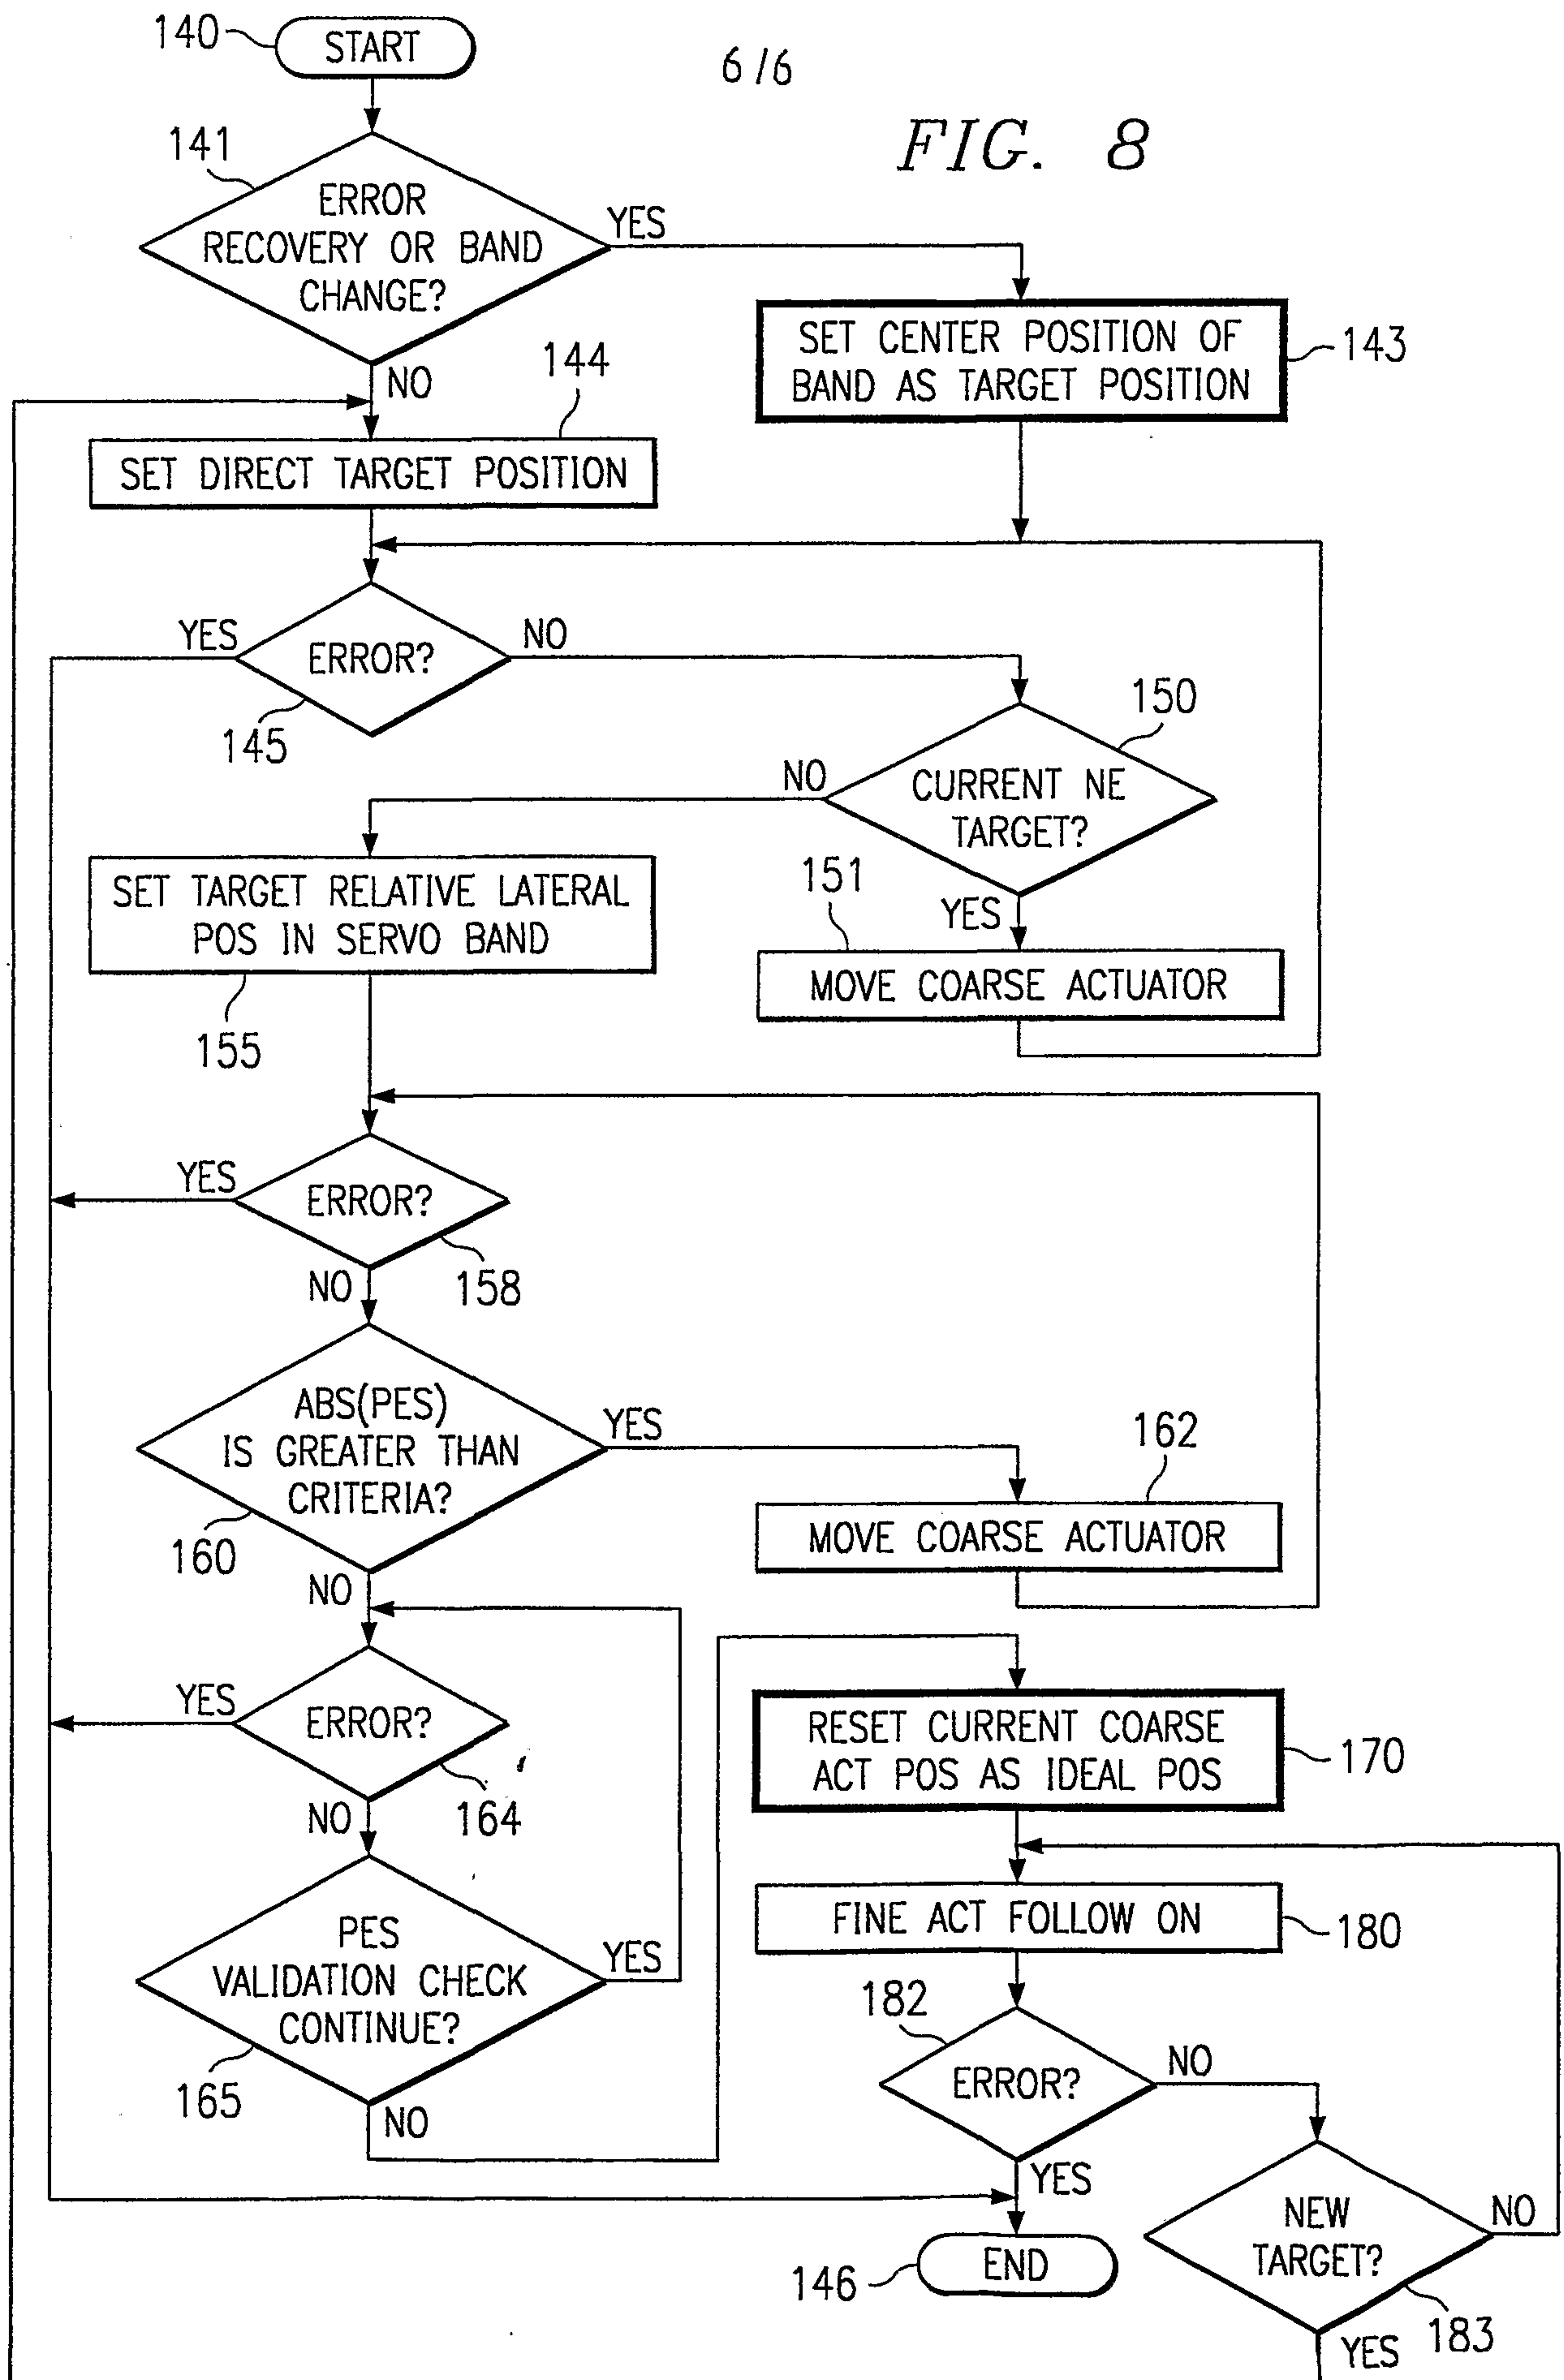 140
START
6/6
FIG. 8
141
ERROR
RECOVERY OR BAND
CHANGE?
YES
NO
SET CENTER POSITION OF
BAND AS TARGET POSITION
143
144
SET DIRECT TARGET POSITION
YES
ERROR?
NO
145
150
NO
CURRENT NE
TARGET?
YES
151
MOVE COARSE ACTUATOR
SET TARGET RELATIVE LATERAL
POS IN SERVO BAND
155
YES
ERROR?
NO
158
ABS(PES)
IS GREATER THAN
CRITERIA?
YES
160
NO
162
MOVE COARSE ACTUATOR
YES
ERROR?
NO
164
PES
VALIDATION CHECK
CONTINUE?
YES
165
NO
RESET CURRENT COARSE
ACT POS AS IDEAL POS
170
FINE ACT FOLLOW ON
180
182
ERROR?
NO
YES
146
END
NEW
TARGET?
NO
183
YES